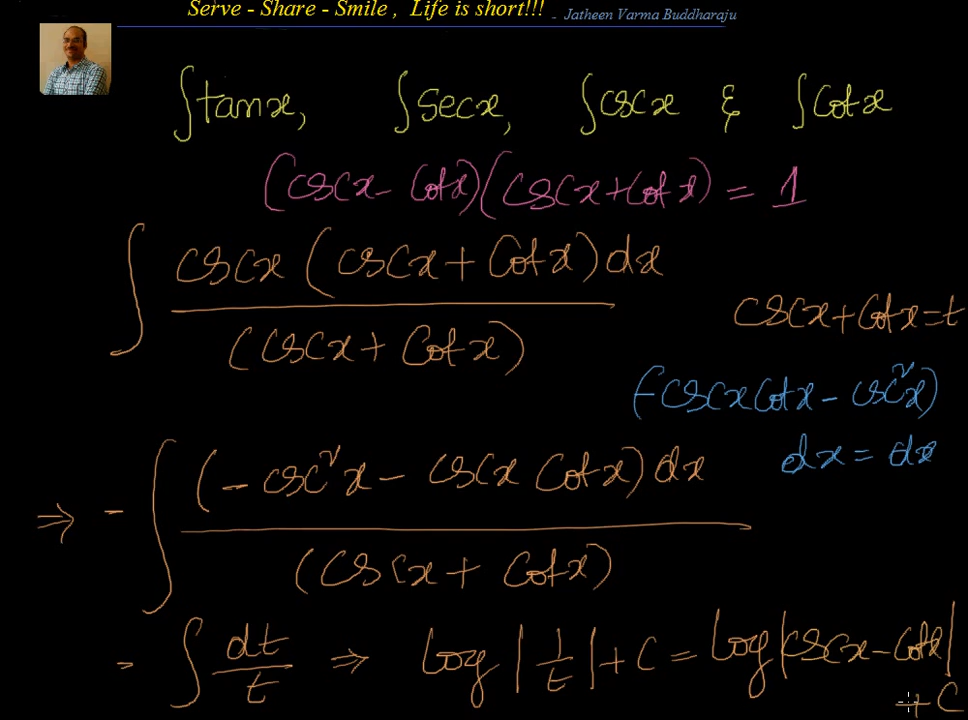 Serve - Share - Smile , Life is short!!! - Jatheen Varma Buddharaju
∫tanx, ∫secx, ∫cscx & ∫Cotx
(cscx - Cotx)(cscx + Cotx) = 1
∫ cscx (cscx + Cotx) dx
(cscx + Cotx)
cscx + Cotx = t
(-cscx Cotx - csc²x)
dx = dx
⇒ - ∫ (- csc²x - cscx Cotx) dx
(cscx + Cotx)
- ∫ dt/t ⇒ log |1/t| + C = log |cscx - Cotx|
+ C